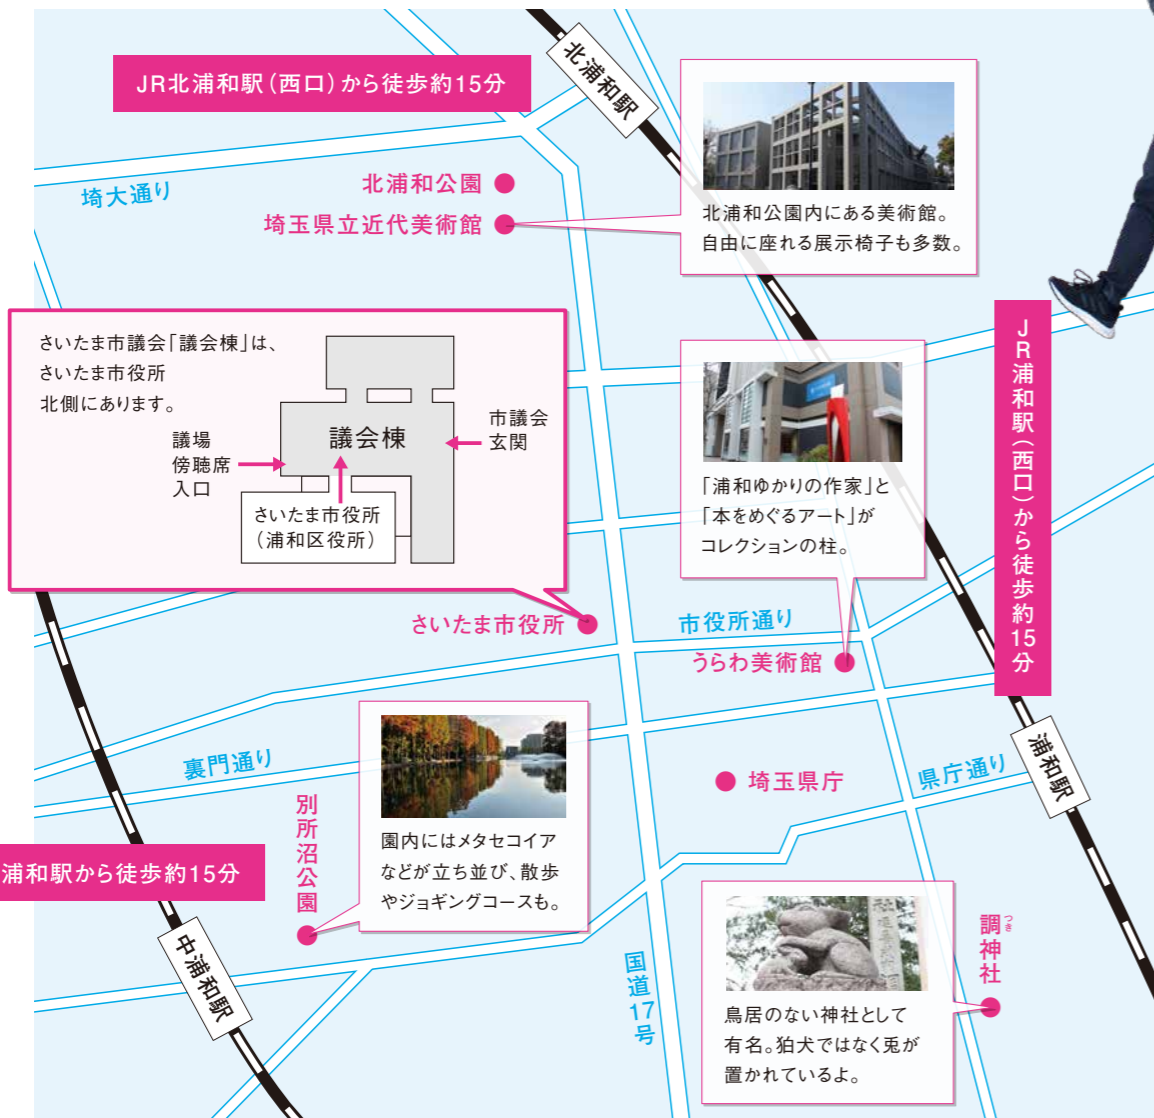 JR北浦和駅(西口)から徒歩約15分
北浦和駅
埼大通り
北浦和公園
埼玉県立近代美術館
北浦和公園内にある美術館。
自由に座れる展示椅子も多数。
さいたま市議会「議会棟」は、
さいたま市役所
北側にあります。
議場
傍聴席
入口
議会棟
市議会
玄関
さいたま市役所
(浦和区役所)
「浦和ゆかりの作家」と
「本をめぐるアート」が
コレクションの柱。
JR浦和駅(西口)から徒歩約15分
さいたま市役所
市役所通り
うらわ美術館
裏門通り
浦和駅
県庁通り
埼玉県庁
別所沼公園
園内にはメタセコイア
などが立ち並び、散歩
やジョギングコースも。
浦和駅から徒歩約15分
中浦和駅
国道17号
調神社
つき
鳥居のない神社として
有名。狛犬ではなく兎が
置かれているよ。